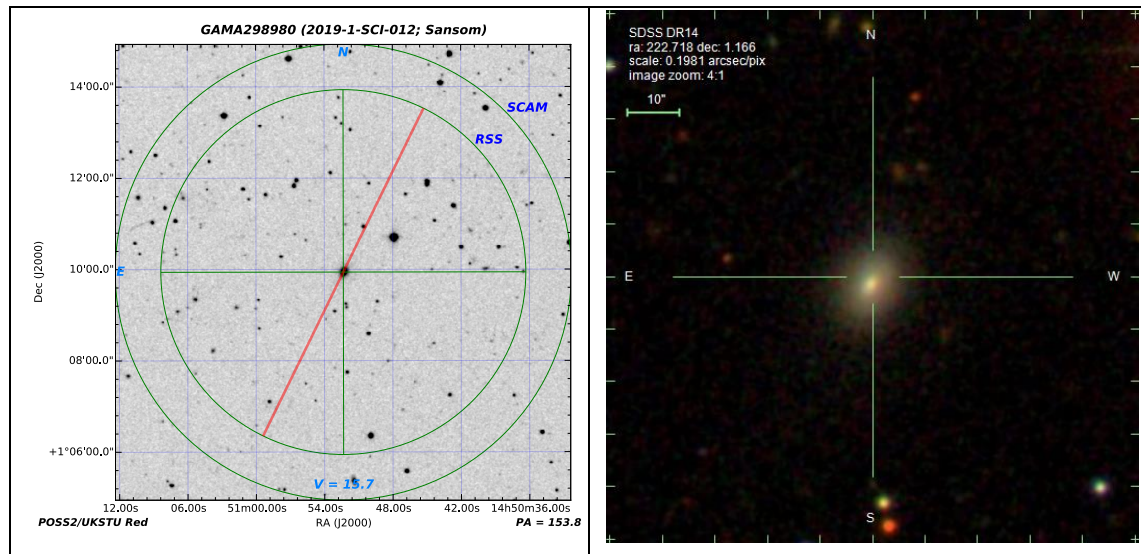 GAMA298980 (2019-1-SCI-012; Sansom)
N
14'00.0"
SCAM
RSS
12'00.0"
Dec (J2000)
E
10'00.0"
08'00.0"
+1°06'00.0"
V = 15.7
12.00s 06.00s 51m00.00s 54.00s 48.00s 42.00s 14h50m36.00s
POSS2/UKSTU Red
RA (J2000)
PA = 153.8
SDSS DR14
ra: 222.718 dec: 1.166
scale: 0.1981 arcsec/pix
image zoom: 4:1
10"
N
E
W
S